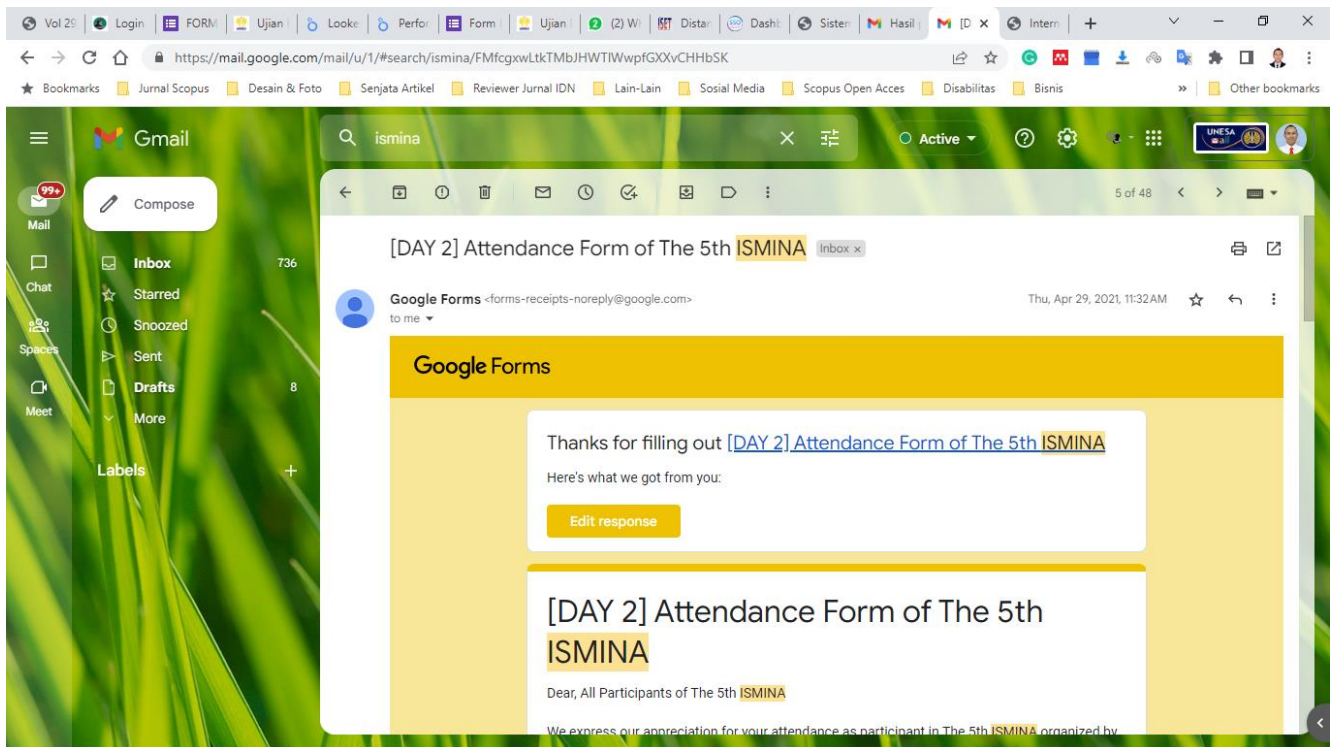 Vol 29 Login FORM Ujian Looke Perfor Form Ujian (2) Wh Distan Dashb Sistem Hasil [D Intern
https://mail.google.com/mail/u/1/#search/ismina/FMfcgxwLtkTMbJHWTlWwpfGXXvCHHbSK
Bookmarks Jurnal Scopus Desain & Foto Senjata Artikel Reviewer Jurnal IDN Lain-Lain Sosial Media Scopus Open Acces Disabilitas Bisnis » Other bookmarks
Gmail ismina Active UNESA
99+
Mail
Compose
5 of 48
[DAY 2] Attendance Form of The 5th ISMINA Inbox x
Chat
Inbox 736
Starred
Google Forms <forms-receipts-noreply@google.com> Thu, Apr 29, 2021, 11:32 AM
to me
Spaces
Snoozed
Sent
Meet
Drafts 8
More
Labels +
Google Forms
Thanks for filling out [DAY 2] Attendance Form of The 5th ISMINA
Here's what we got from you:
Edit response
[DAY 2] Attendance Form of The 5th
ISMINA
Dear, All Participants of The 5th ISMINA
We express our appreciation for your attendance as participant in The 5th ISMINA organized by